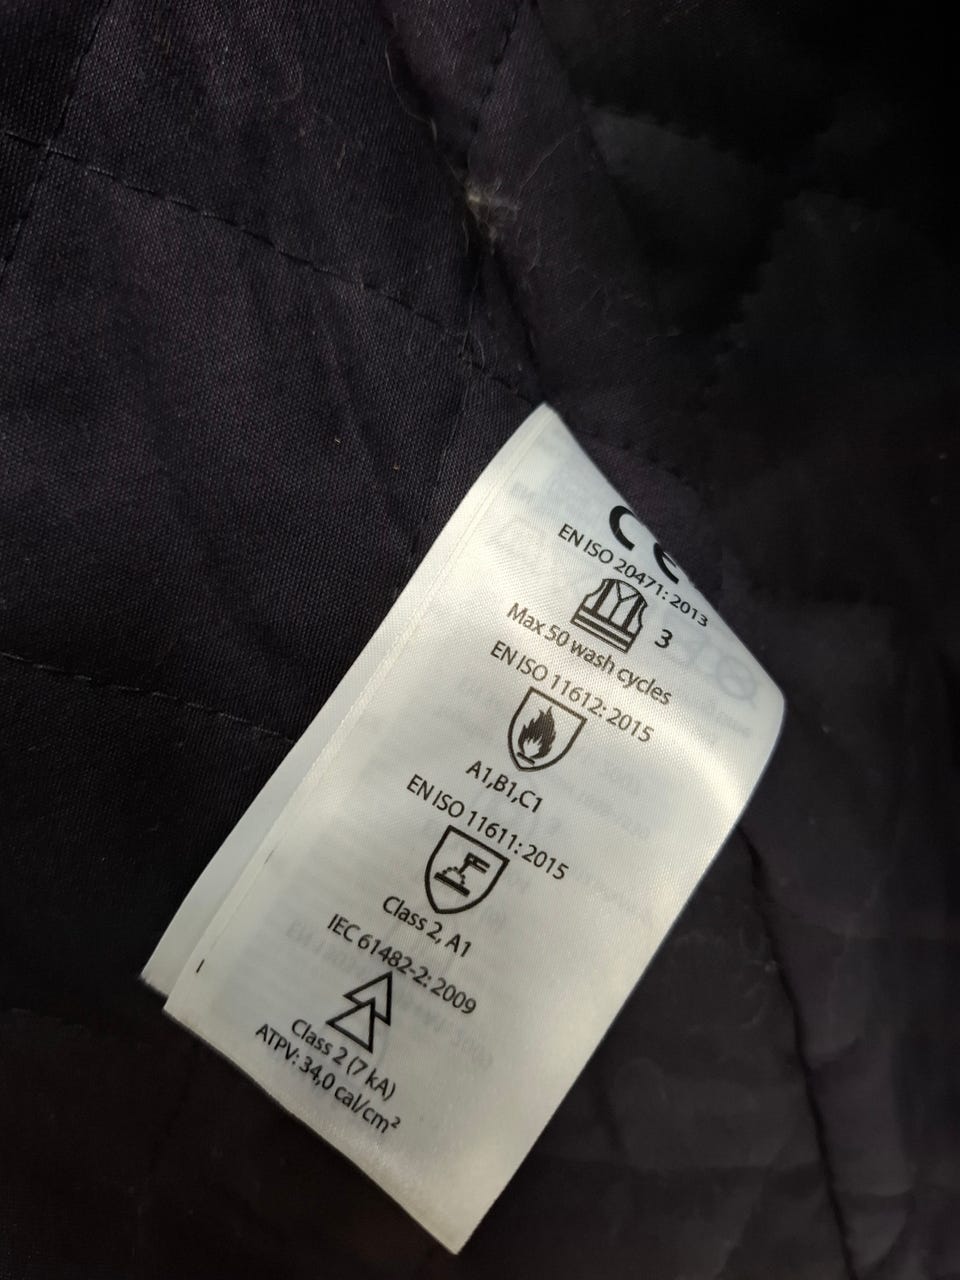 CE
EN ISO 20471: 2013
3
Max 50 wash cycles
EN ISO 11612: 2015
A1,B1,C1
EN ISO 11611: 2015
Class 2, A1
IEC 61482-2: 2009
Class 2 (7 kA)
ATPV: 34,0 cal/cm²